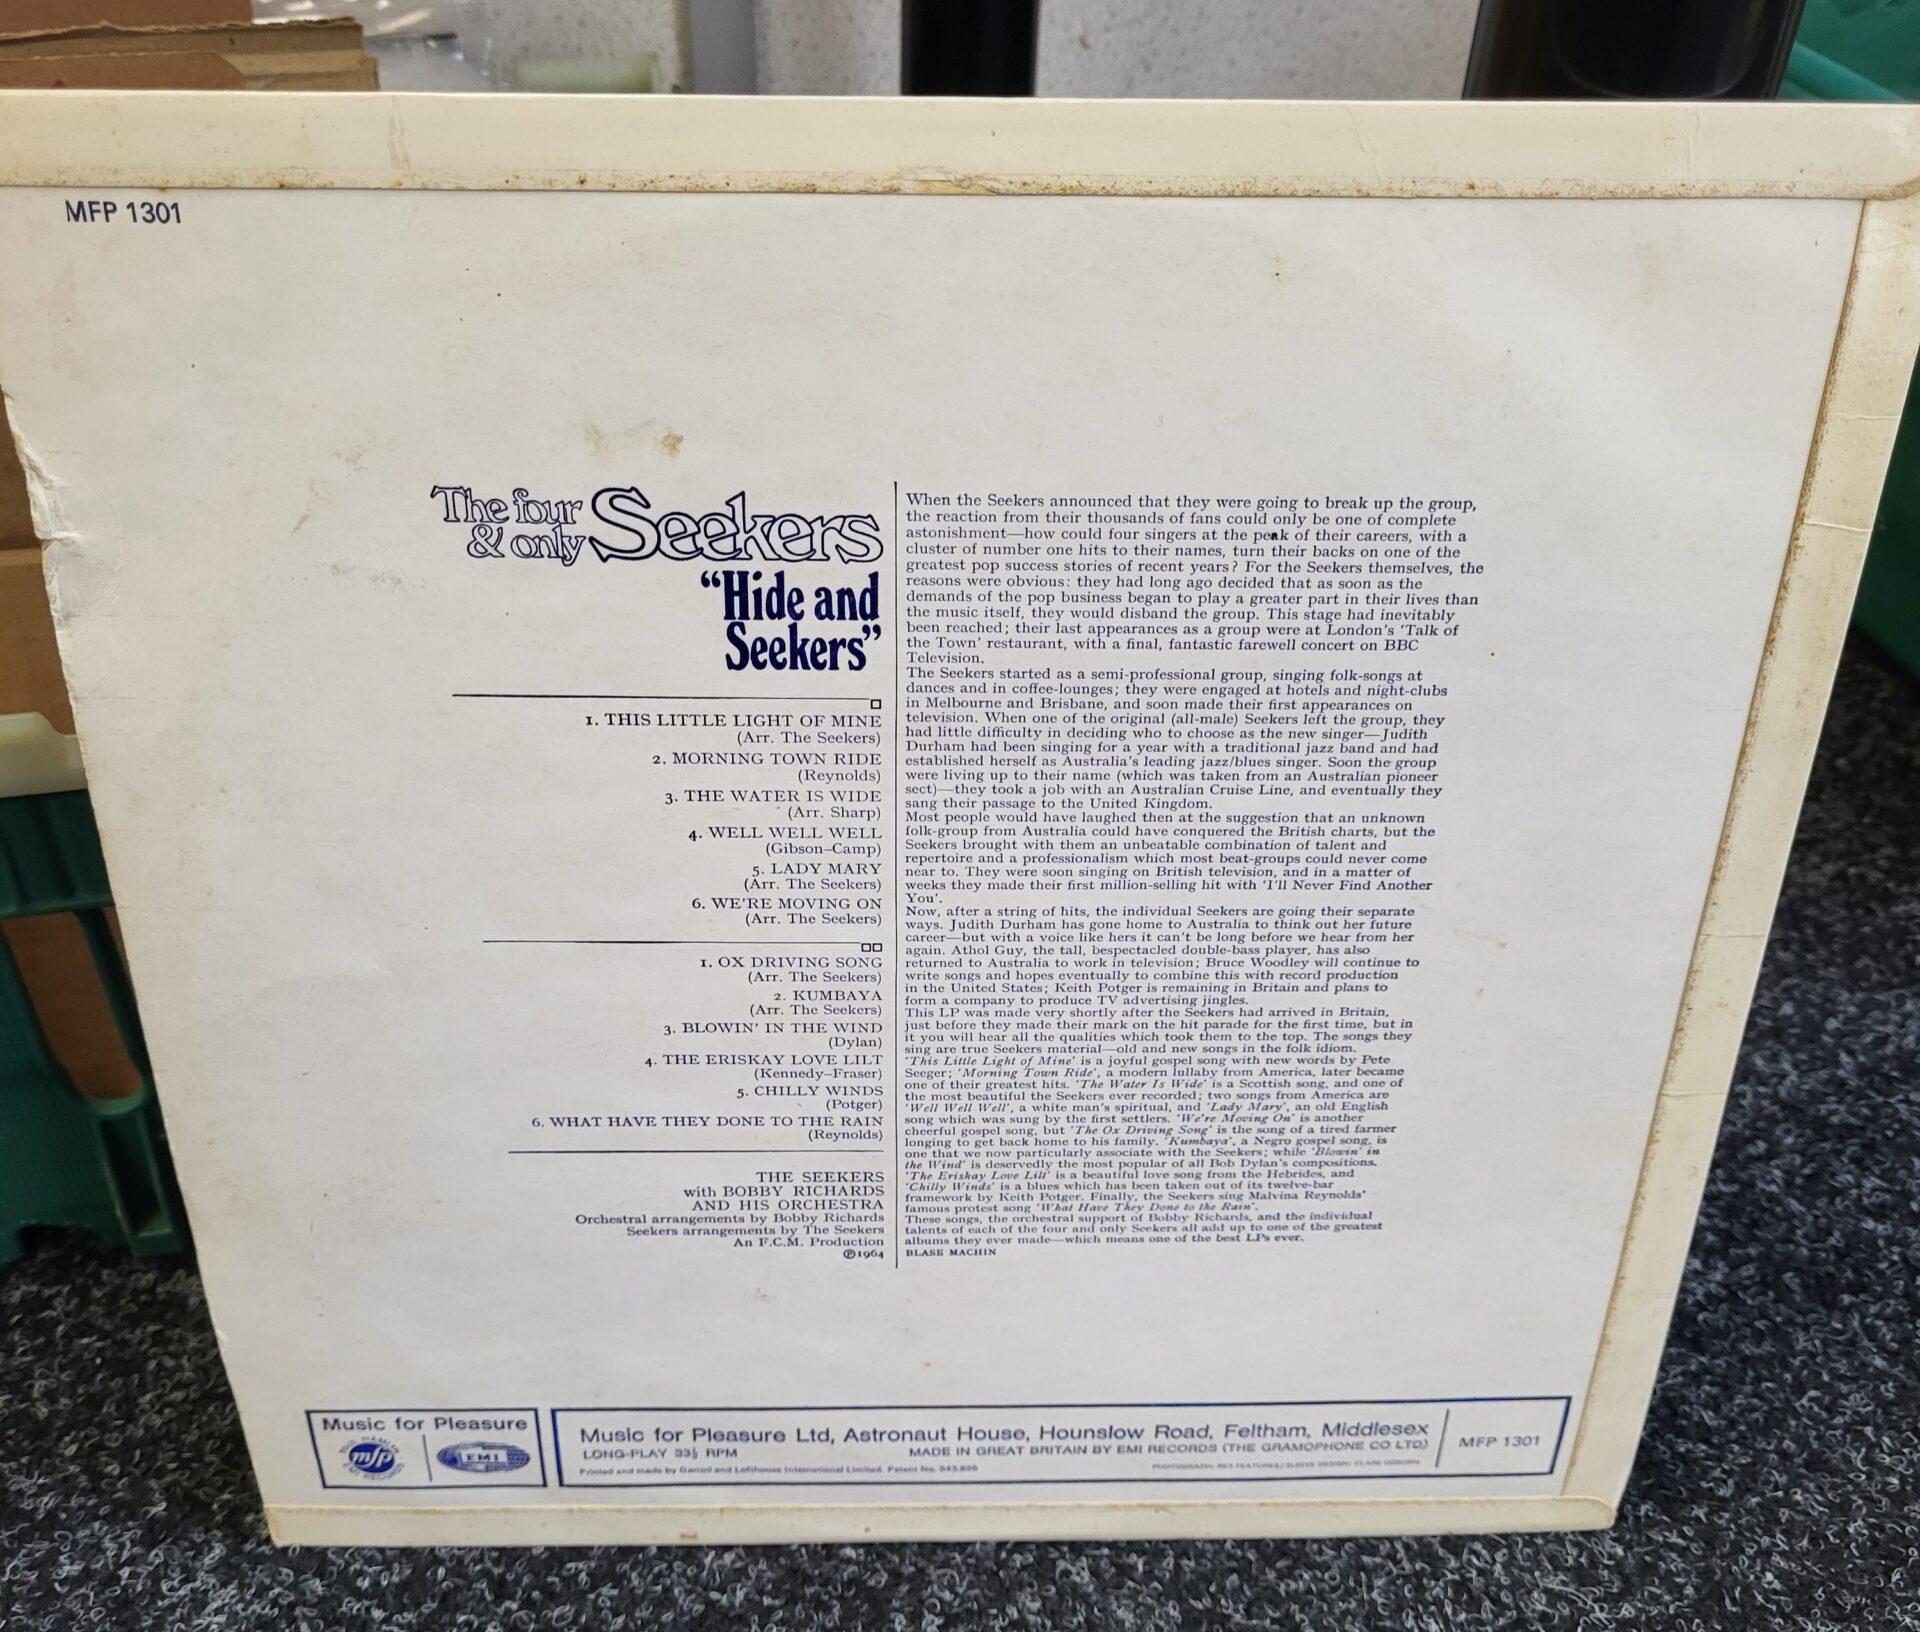 MFP 1301
The four
& only Seekers
"Hide and
Seekers"
1. THIS LITTLE LIGHT OF MINE
(Arr. The Seekers)
2. MORNING TOWN RIDE
(Reynolds)
3. THE WATER IS WIDE
(Arr. Sharp)
4. WELL WELL WELL
(Gibson–Camp)
5. LADY MARY
(Arr. The Seekers)
6. WE'RE MOVING ON
(Arr. The Seekers)
1. OX DRIVING SONG
(Arr. The Seekers)
2. KUMBAYA
(Arr. The Seekers)
3. BLOWIN' IN THE WIND
(Dylan)
4. THE ERISKAY LOVE LILT
(Kennedy–Fraser)
5. CHILLY WINDS
(Potger)
6. WHAT HAVE THEY DONE TO THE RAIN
(Reynolds)
THE SEEKERS
with BOBBY RICHARDS
AND HIS ORCHESTRA
Orchestral arrangements by Bobby Richards
Seekers arrangements by The Seekers
An F.C.M. Production
℗1964
When the Seekers announced that they were going to break up the group,
the reaction from their thousands of fans could only be one of complete
astonishment—how could four singers at the peak of their careers, with a
cluster of number one hits to their names, turn their backs on one of the
greatest pop success stories of recent years? For the Seekers themselves, the
reasons were obvious: they had long ago decided that as soon as the
demands of the pop business began to play a greater part in their lives than
the music itself, they would disband the group. This stage had inevitably
been reached; their last appearances as a group were at London's 'Talk of
the Town' restaurant, with a final, fantastic farewell concert on BBC
Television.
The Seekers started as a semi-professional group, singing folk-songs at
dances and in coffee-lounges; they were engaged at hotels and night-clubs
in Melbourne and Brisbane, and soon made their first appearances on
television. When one of the original (all-male) Seekers left the group, they
had little difficulty in deciding who to choose as the new singer—Judith
Durham had been singing for a year with a traditional jazz band and had
established herself as Australia's leading jazz/blues singer. Soon the group
were living up to their name (which was taken from an Australian pioneer
sect)—they took a job with an Australian Cruise Line, and eventually they
sang their passage to the United Kingdom.
Most people would have laughed then at the suggestion that an unknown
folk-group from Australia could have conquered the British charts, but the
Seekers brought with them an unbeatable combination of talent and
repertoire and a professionalism which most beat-groups could never come
near to. They were soon singing on British television, and in a matter of
weeks they made their first million-selling hit with 'I'll Never Find Another
You'.
Now, after a string of hits, the individual Seekers are going their separate
ways. Judith Durham has gone home to Australia to think out her future
career—but with a voice like hers it can't be long before we hear from her
again. Athol Guy, the tall, bespectacled double-bass player, has also
returned to Australia to work in television; Bruce Woodley will continue to
write songs and hopes eventually to combine this with record production
in the United States; Keith Potger is remaining in Britain and plans to
form a company to produce TV advertising jingles.
This LP was made very shortly after the Seekers had arrived in Britain,
just before they made their mark on the hit parade for the first time, but in
it you will hear all the qualities which took them to the top. The songs they
sing are true Seekers material—old and new songs in the folk idiom.
'This Little Light of Mine' is a joyful gospel song with new words by Pete
Seeger; 'Morning Town Ride', a modern lullaby from America, later became
one of their greatest hits. 'The Water Is Wide' is a Scottish song, and one of
the most beautiful the Seekers ever recorded; two songs from America are
'Well Well Well', a white man's spiritual, and 'Lady Mary', an old English
song which was sung by the first settlers. 'We're Moving On' is another
cheerful gospel song, but 'The Ox Driving Song' is the song of a tired farmer
longing to get back home to his family. 'Kumbaya', a Negro gospel song, is
one that we now particularly associate with the Seekers; while 'Blowin' in
the Wind' is deservedly the most popular of all Bob Dylan's compositions.
'The Eriskay Love Lilt' is a beautiful love song from the Hebrides, and
'Chilly Winds' is a blues which has been taken out of its twelve-bar
framework by Keith Potger. Finally, the Seekers sing Malvina Reynolds'
famous protest song 'What Have They Done to the Rain'.
These songs, the orchestral support of Bobby Richards, and the individual
talents of each of the four and only Seekers all add up to one of the greatest
albums they ever made—which means one of the best LPs ever.
BLASE MACHIN
Music for Pleasure
mfp
EMI
Music for Pleasure Ltd, Astronaut House, Hounslow Road, Feltham, Middlesex
LONG-PLAY 33⅓ RPM MADE IN GREAT BRITAIN BY EMI RECORDS (THE GRAMOPHONE CO LTD)
Printed and made by Garrod and Lofthouse International Limited. Patent No.
MFP 1301